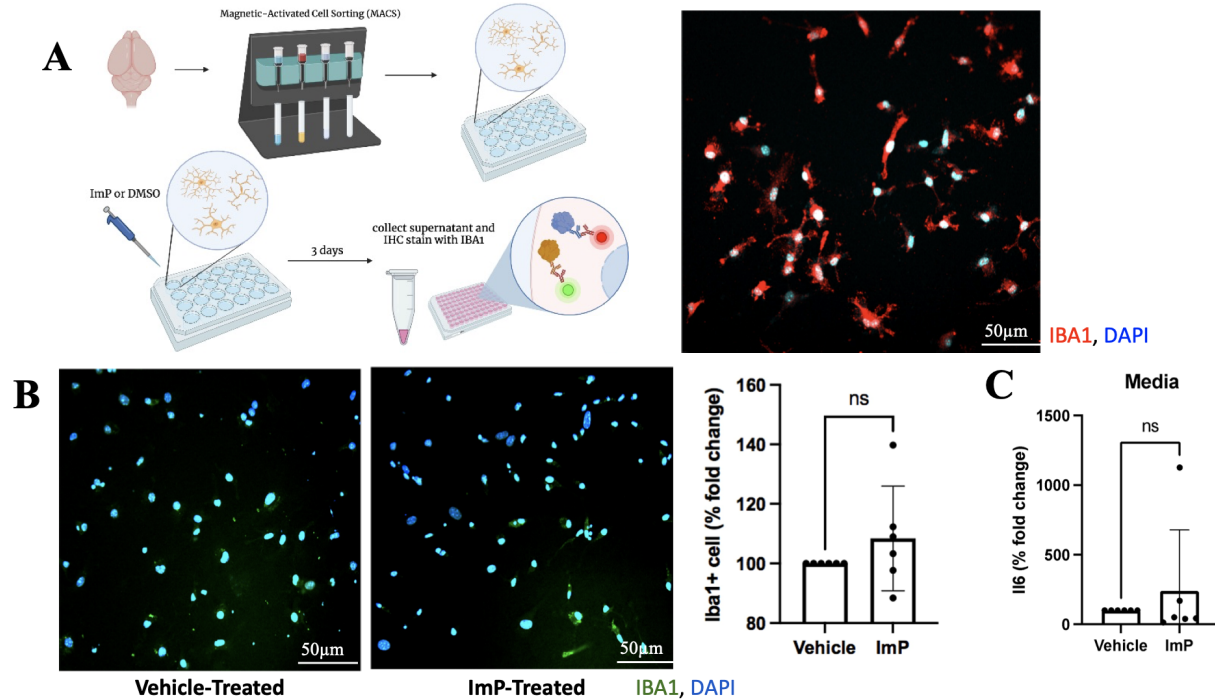 A
Magnetic-Activated Cell Sorting (MACS)
ImP or DMSO
3 days
collect supernatant and
IHC stain with IBA1
50µm
IBA1, DAPI
B
50µm
Vehicle-Treated
50µm
ImP-Treated
IBA1, DAPI
Iba1+ cell (% fold change)
160
140
120
100
80
ns
Vehicle
ImP
C
Media
Il6 (% fold change)
1500
1000
500
0
ns
Vehicle
ImP